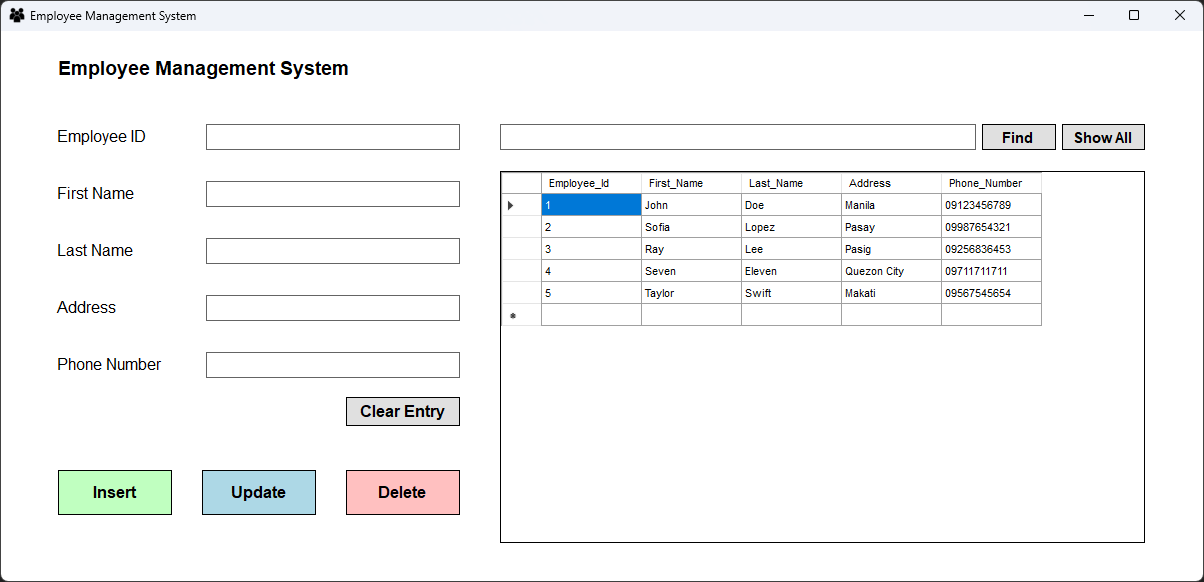 Employee Management System
Employee Management System
Employee ID
First Name
Last Name
Address
Phone Number
Clear Entry
Insert Update Delete
Find Show All
Employee_Id First_Name Last_Name Address Phone_Number
1 John Doe Manila 09123456789
2 Sofia Lopez Pasay 09987654321
3 Ray Lee Pasig 09256836453
4 Seven Eleven Quezon City 09711711711
5 Taylor Swift Makati 09567545654